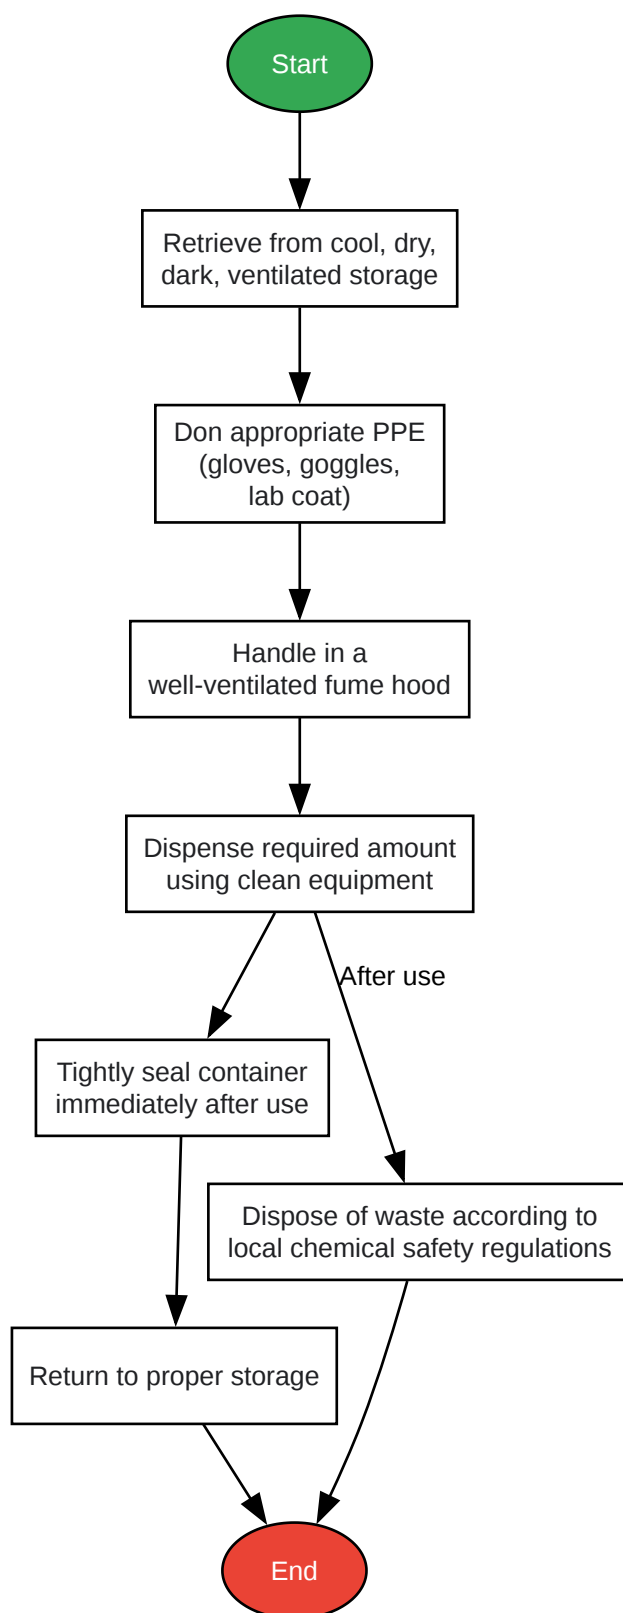 Start
Retrieve from cool, dry,
dark, ventilated storage
Don appropriate PPE
(gloves, goggles,
lab coat)
Handle in a
well-ventilated fume hood
Dispense required amount
using clean equipment
After use
Tightly seal container
immediately after use
Dispose of waste according to
local chemical safety regulations
Return to proper storage
End